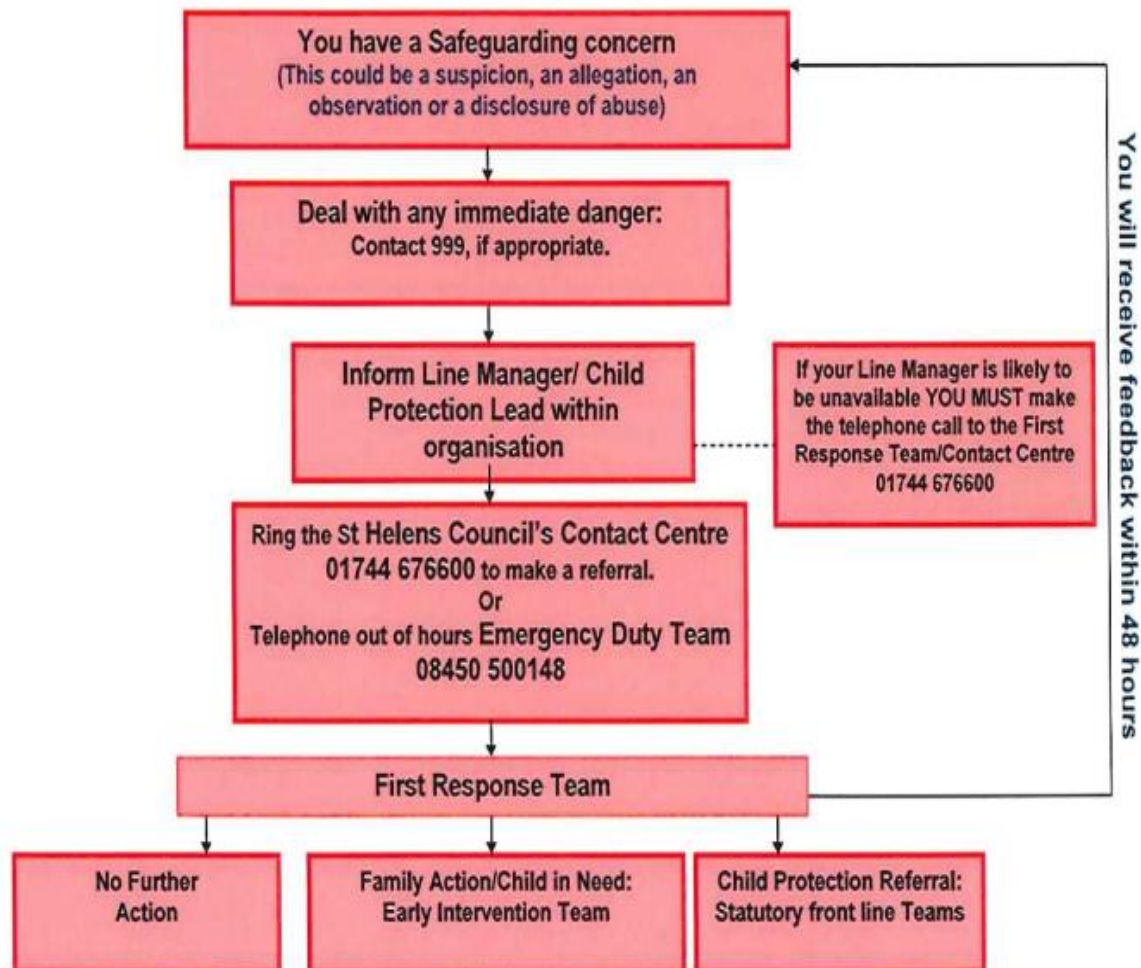 You have a Safeguarding concern
(This could be a suspicion, an allegation, an
observation or a disclosure of abuse)
Deal with any immediate danger:
Contact 999, if appropriate.
Inform Line Manager/ Child
Protection Lead within
organisation
If your Line Manager is likely to
be unavailable YOU MUST make
the telephone call to the First
Response Team/Contact Centre
01744 676600
Ring the St Helens Council's Contact Centre
01744 676600 to make a referral.
Or
Telephone out of hours Emergency Duty Team
08450 500148
First Response Team
No Further
Action
Family Action/Child in Need:
Early Intervention Team
Child Protection Referral:
Statutory front line Teams
You will receive feedback within 48 hours